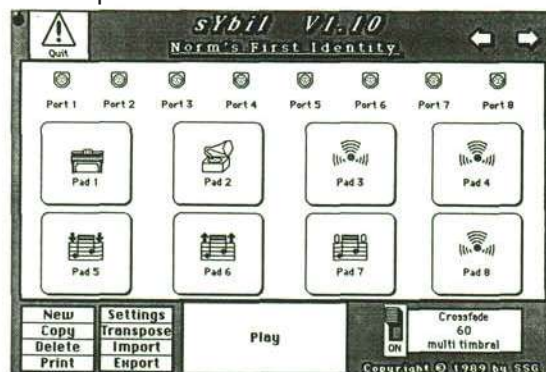 sYbil V1.10
Quit
Norm's First Identity
Port 1 Port 2 Port 3 Port 4 Port 5 Port 6 Port 7 Port 8
Pad 1 Pad 2 Pad 3 Pad 4
Pad 5 Pad 6 Pad 7 Pad 8
New Settings
Copy Transpose
Delete Import
Print Export
Play
ON
Crossfade
60
multi timbral
Copyright © 1989 by SSG